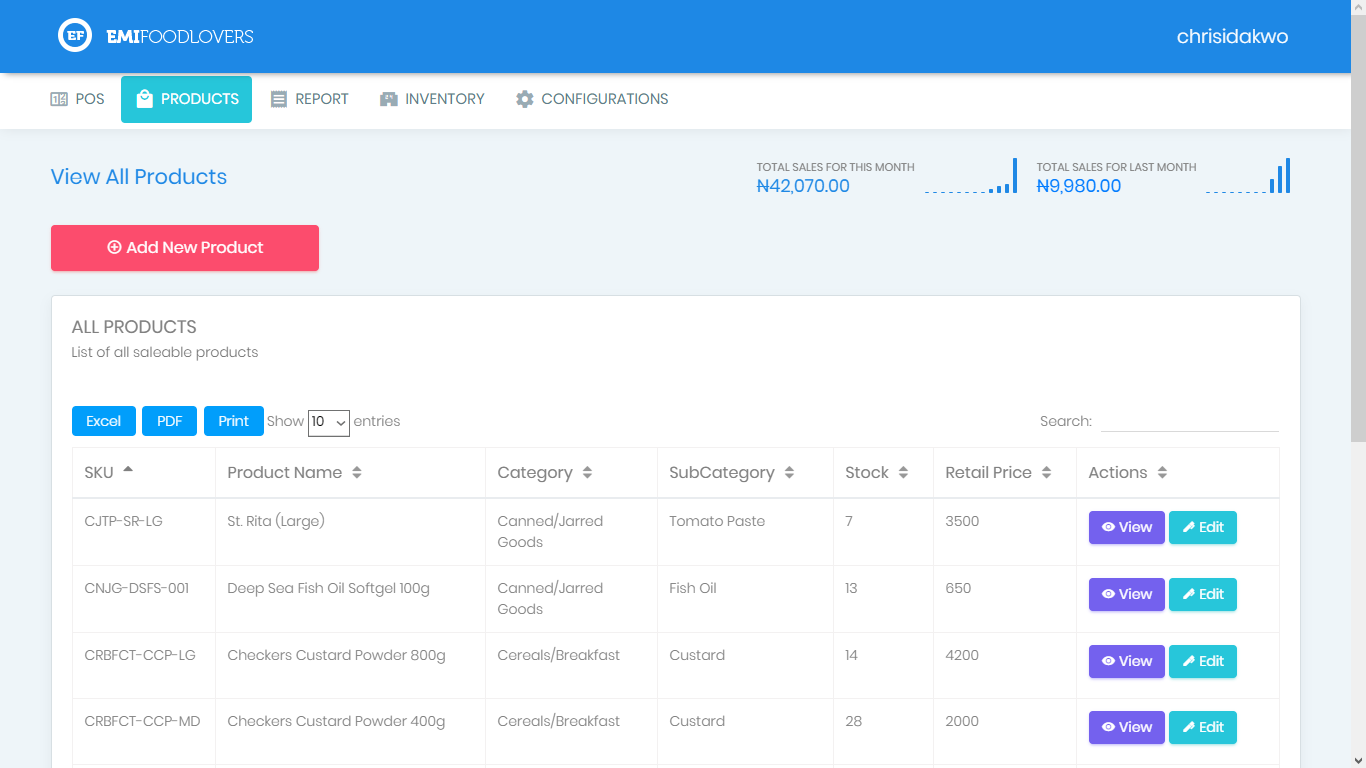 EF EMIFOODLOVERS
chrisidakwo
POS PRODUCTS REPORT INVENTORY CONFIGURATIONS
View All Products
TOTAL SALES FOR THIS MONTH
₦42,070.00
TOTAL SALES FOR LAST MONTH
₦9,980.00
Add New Product
ALL PRODUCTS
List of all saleable products
Excel PDF Print Show 10 entries Search:
SKU Product Name Category SubCategory Stock Retail Price Actions
CJTP-SR-LG St. Rita (Large) Canned/Jarred Goods Tomato Paste 7 3500 View Edit
CNJG-DSFS-001 Deep Sea Fish Oil Softgel 100g Canned/Jarred Goods Fish Oil 13 650 View Edit
CRBFCT-CCP-LG Checkers Custard Powder 800g Cereals/Breakfast Custard 14 4200 View Edit
CRBFCT-CCP-MD Checkers Custard Powder 400g Cereals/Breakfast Custard 28 2000 View Edit